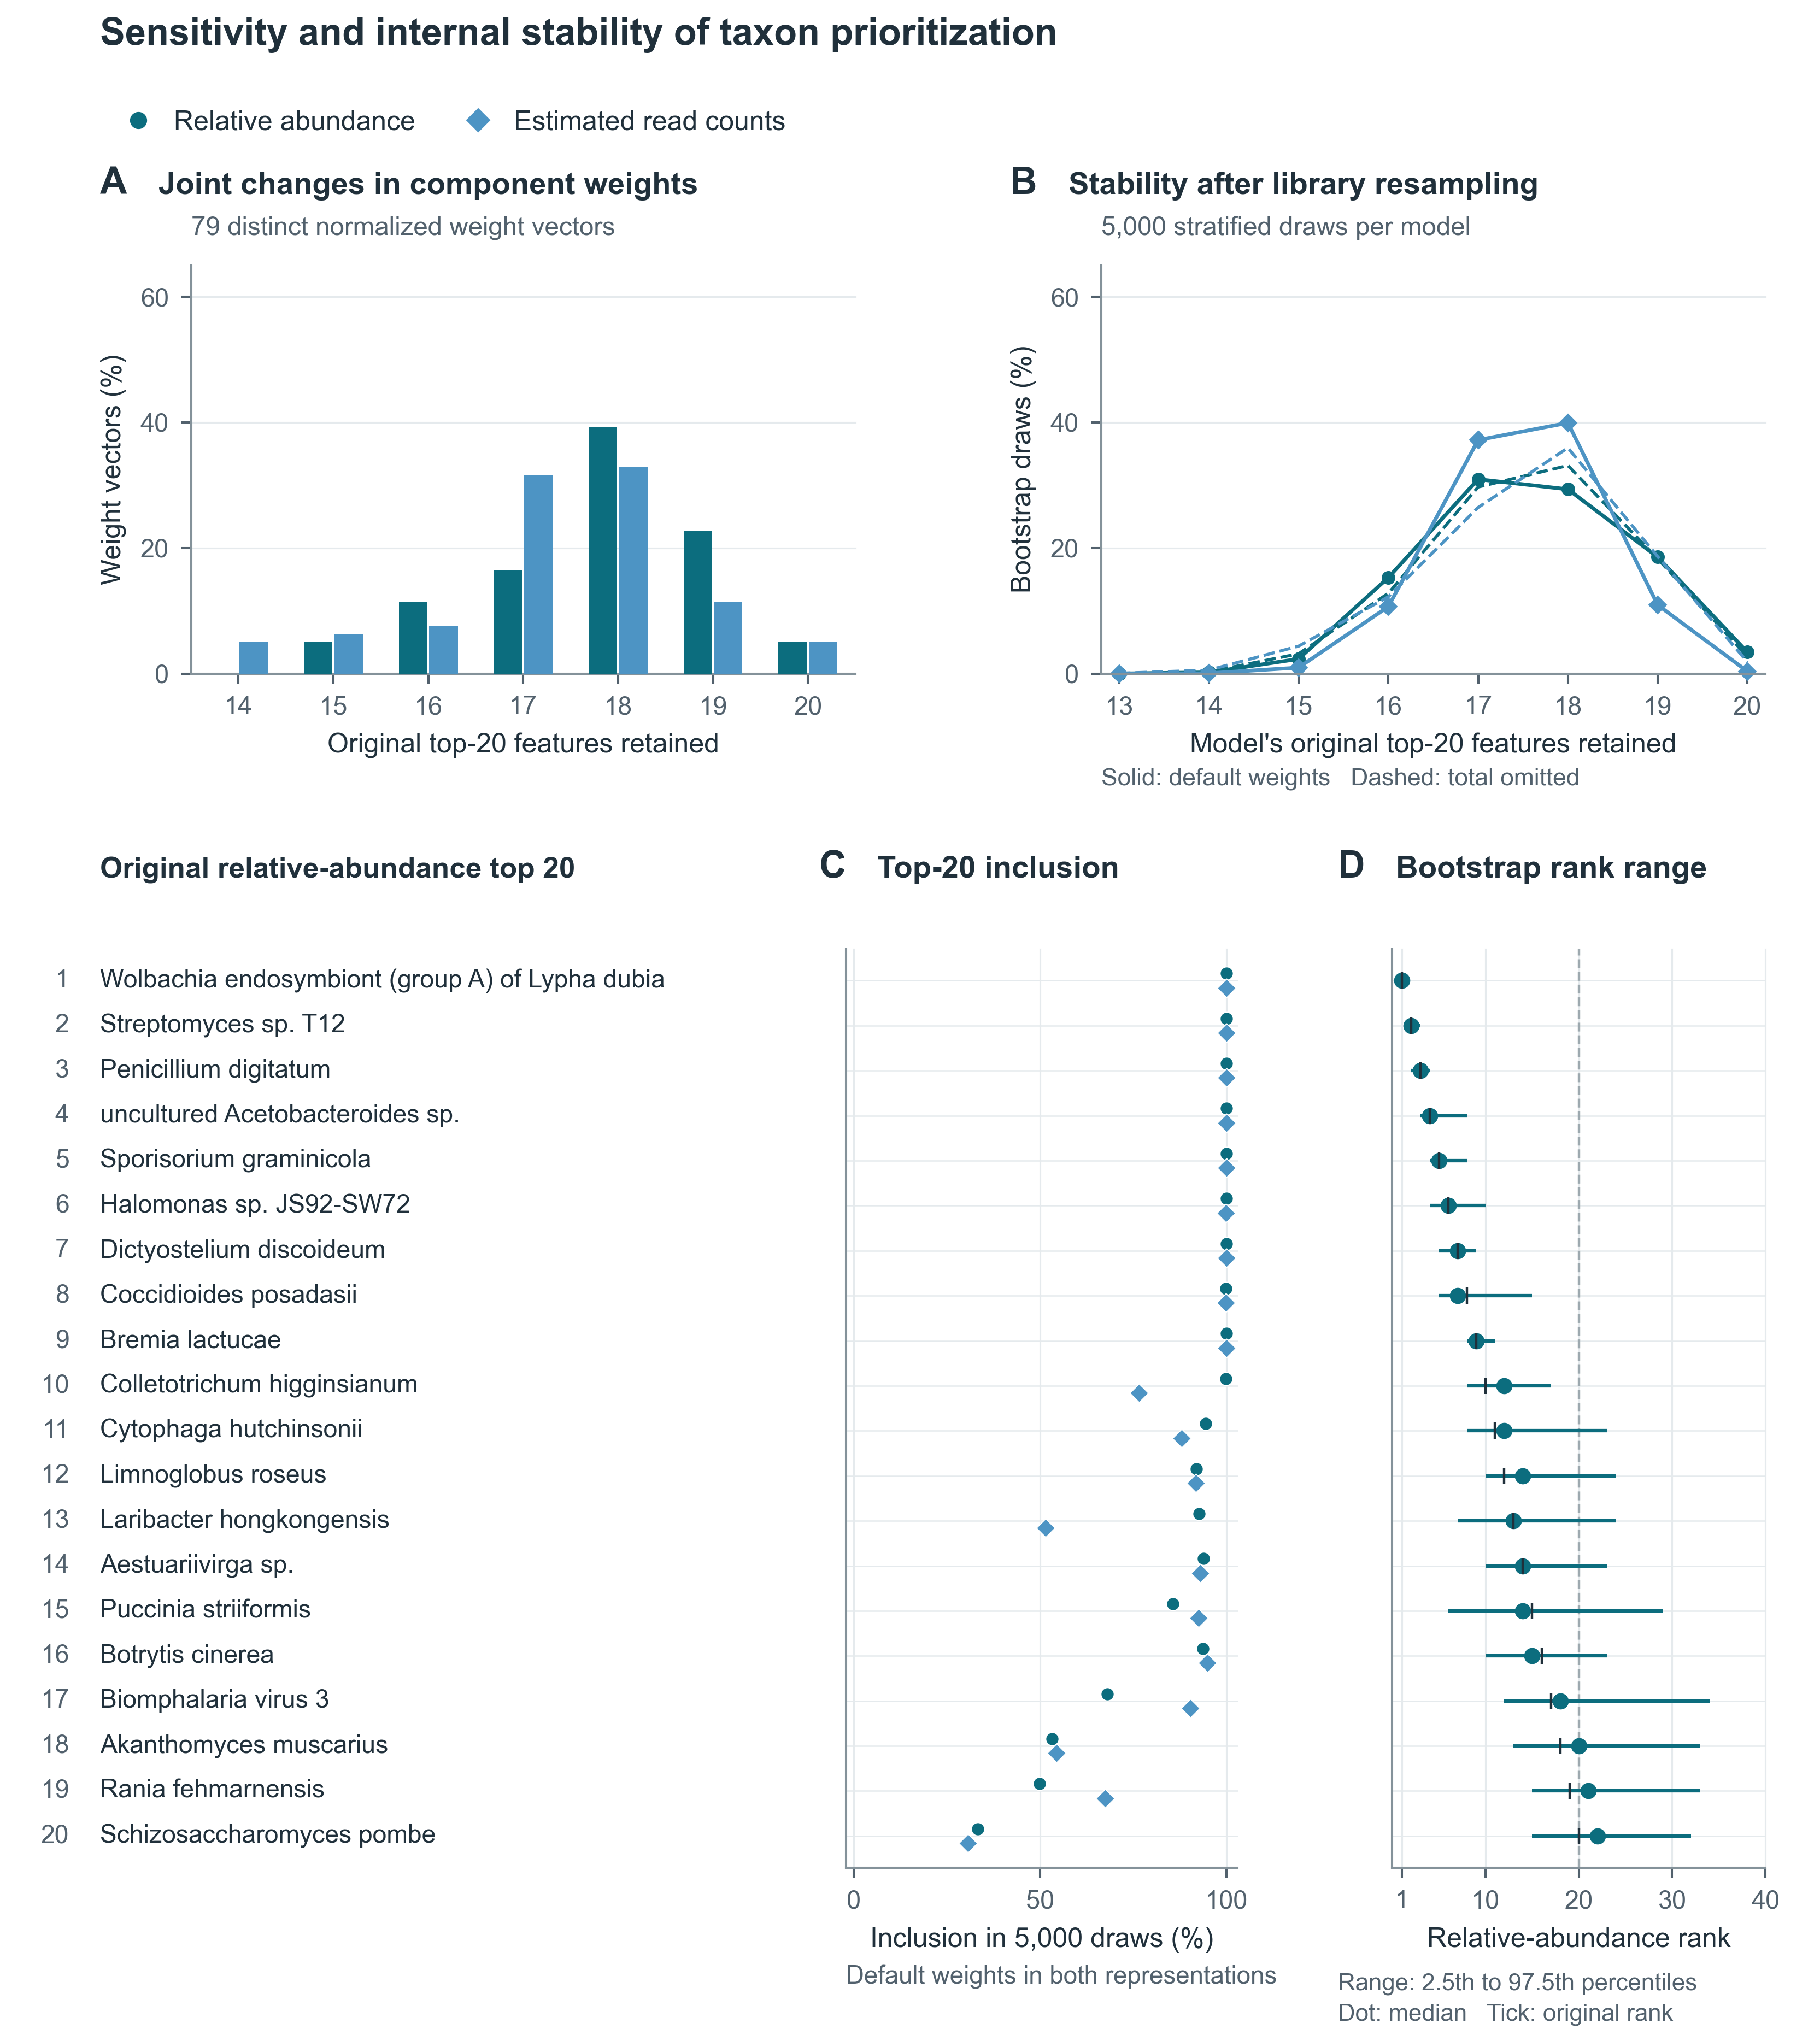 Sensitivity and internal stability of taxon prioritization
Relative abundance
Estimated read counts
A Joint changes in component weights
79 distinct normalized weight vectors
60
40
20
0
Weight vectors (%)
14 15 16 17 18 19 20
Original top-20 features retained
B Stability after library resampling
5,000 stratified draws per model
60
40
20
0
Bootstrap draws (%)
13 14 15 16 17 18 19 20
Model's original top-20 features retained
Solid: default weights Dashed: total omitted
Original relative-abundance top 20
1 Wolbachia endosymbiont (group A) of Lypha dubia
2 Streptomyces sp. T12
3 Penicillium digitatum
4 uncultured Acetobacteroides sp.
5 Sporisorium graminicola
6 Halomonas sp. JS92-SW72
7 Dictyostelium discoideum
8 Coccidioides posadasii
9 Bremia lactucae
10 Colletotrichum higginsianum
11 Cytophaga hutchinsonii
12 Limnoglobus roseus
13 Laribacter hongkongensis
14 Aestuariivirga sp.
15 Puccinia striiformis
16 Botrytis cinerea
17 Biomphalaria virus 3
18 Akanthomyces muscarius
19 Rania fehmarnensis
20 Schizosaccharomyces pombe
C Top-20 inclusion
0 50 100
Inclusion in 5,000 draws (%)
Default weights in both representations
D Bootstrap rank range
1 10 20 30 40
Relative-abundance rank
Range: 2.5th to 97.5th percentiles
Dot: median Tick: original rank